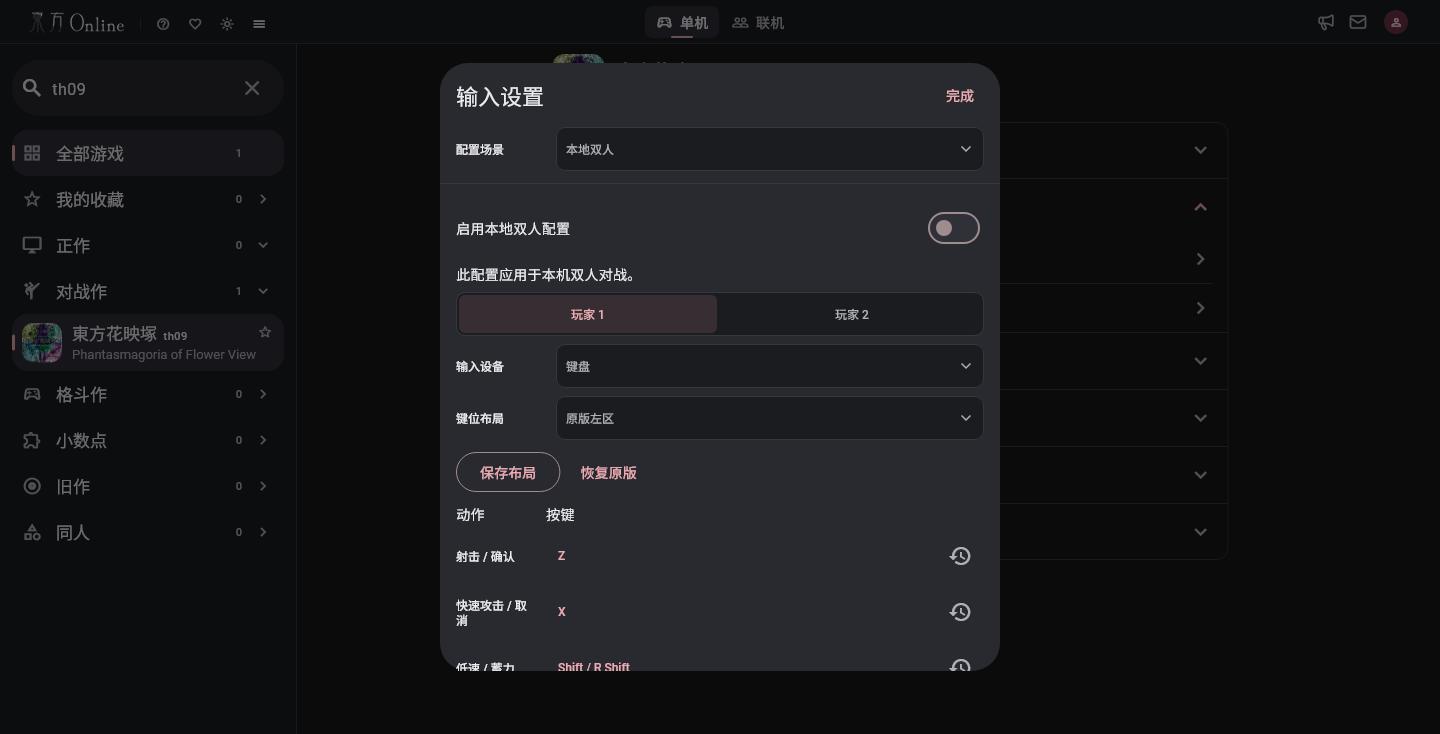 東方Online
单机
联机
th09
全部游戏 1
我的收藏 0
正作 0
对战作 1
東方花映塚 th09
Phantasmagoria of Flower View
格斗作 0
小数点 0
旧作 0
同人 0
输入设置
完成
配置场景
本地双人
启用本地双人配置
此配置应用于本机双人对战。
玩家 1
玩家 2
输入设备
键盘
键位布局
原版左区
保存布局
恢复原版
动作
按键
射击 / 确认
Z
快速攻击 / 取
消
X
低速 / 蓄力
Shift / R Shift